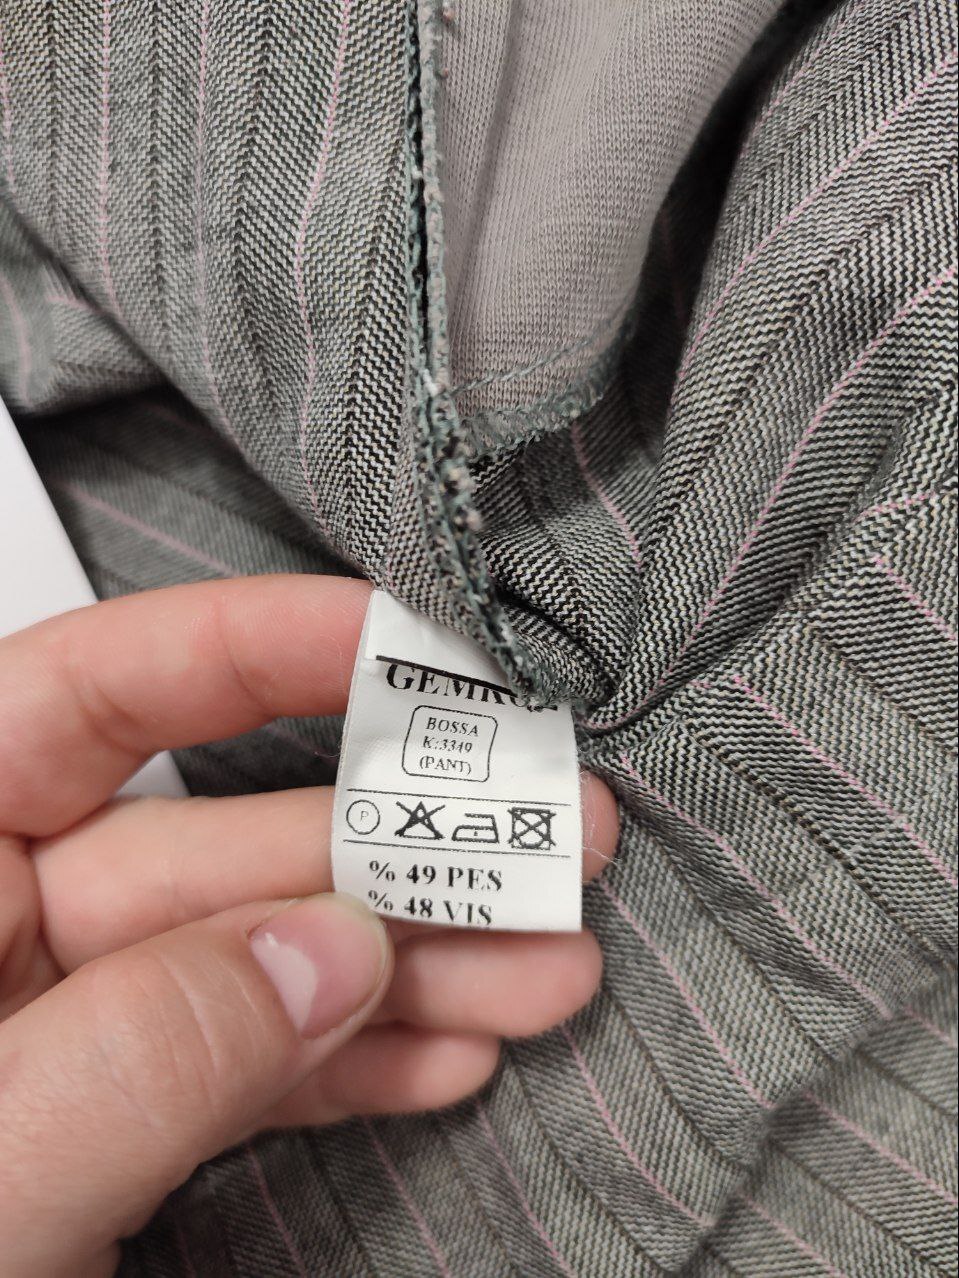 BOSSA
K:3349
(PANT)
P
% 49 PES
% 48 VIS